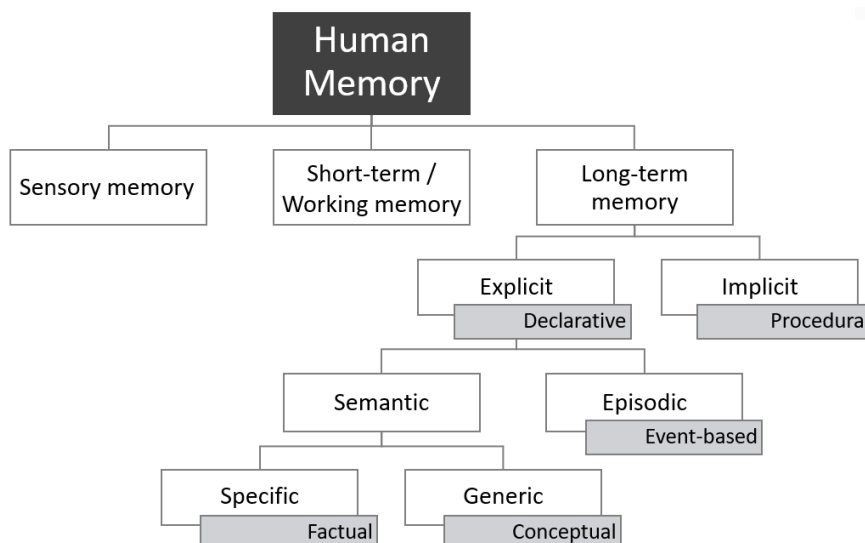 Human
Memory
Sensory memory
Short-term /
Working memory
Long-term
memory
Explicit
Declarative
Implicit
Procedura
Semantic
Episodic
Event-based
Specific
Factual
Generic
Conceptual